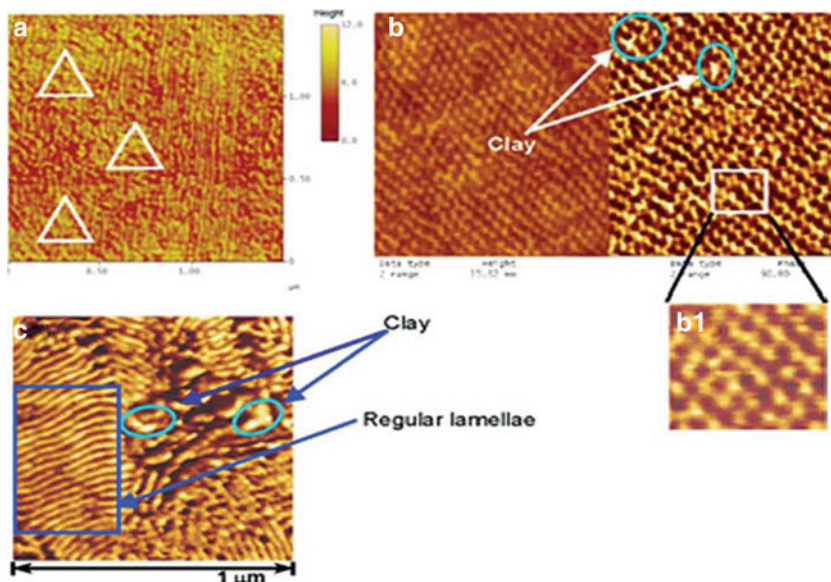 a
Height
12.0
6.0
0.0
1.00
0.50
0
0.50
1.00
μm
b
Clay
Data type
Height
Z range
Data type
Z range
b1
c
Clay
Regular lamellae
1 μm